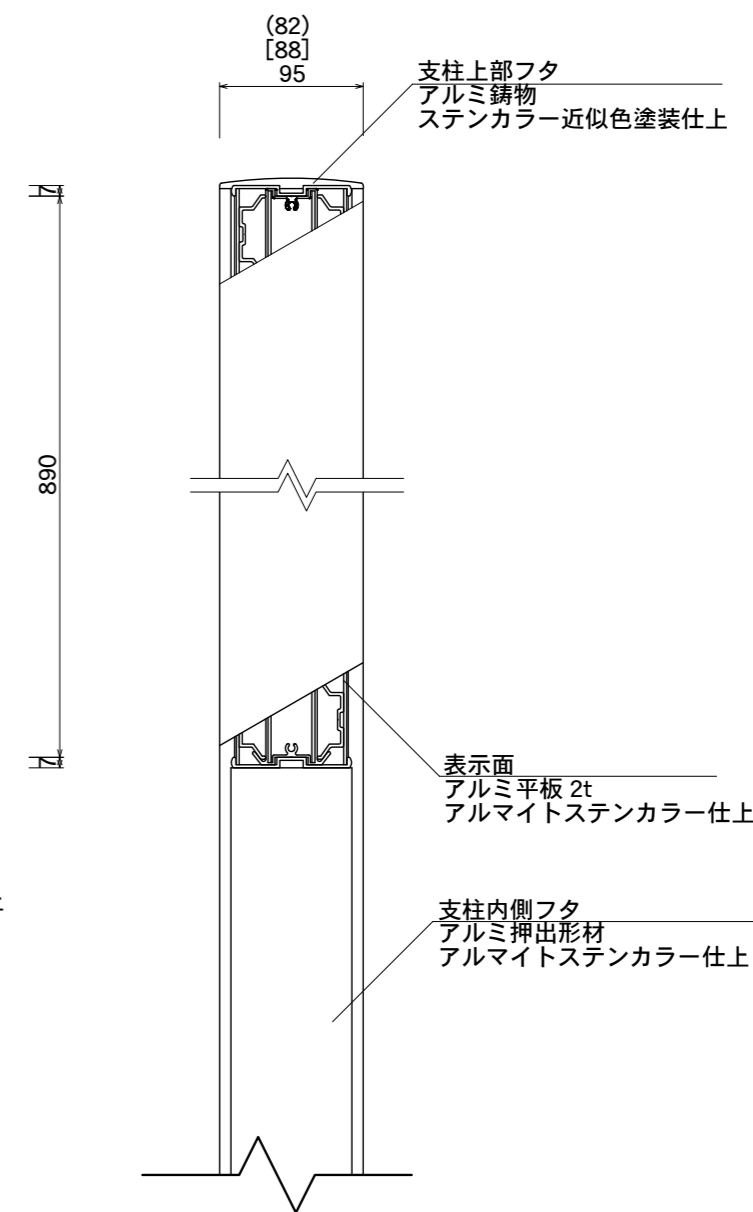 (82)
[88]
95
支柱上部フタ
アルミ鋳物
ステンカラー近似色塗装仕上
7
890
7
表示面
アルミ平板 2t
アルマイトステンカラー仕上
支柱内側フタ
アルミ押出形材
アルマイトステンカラー仕上